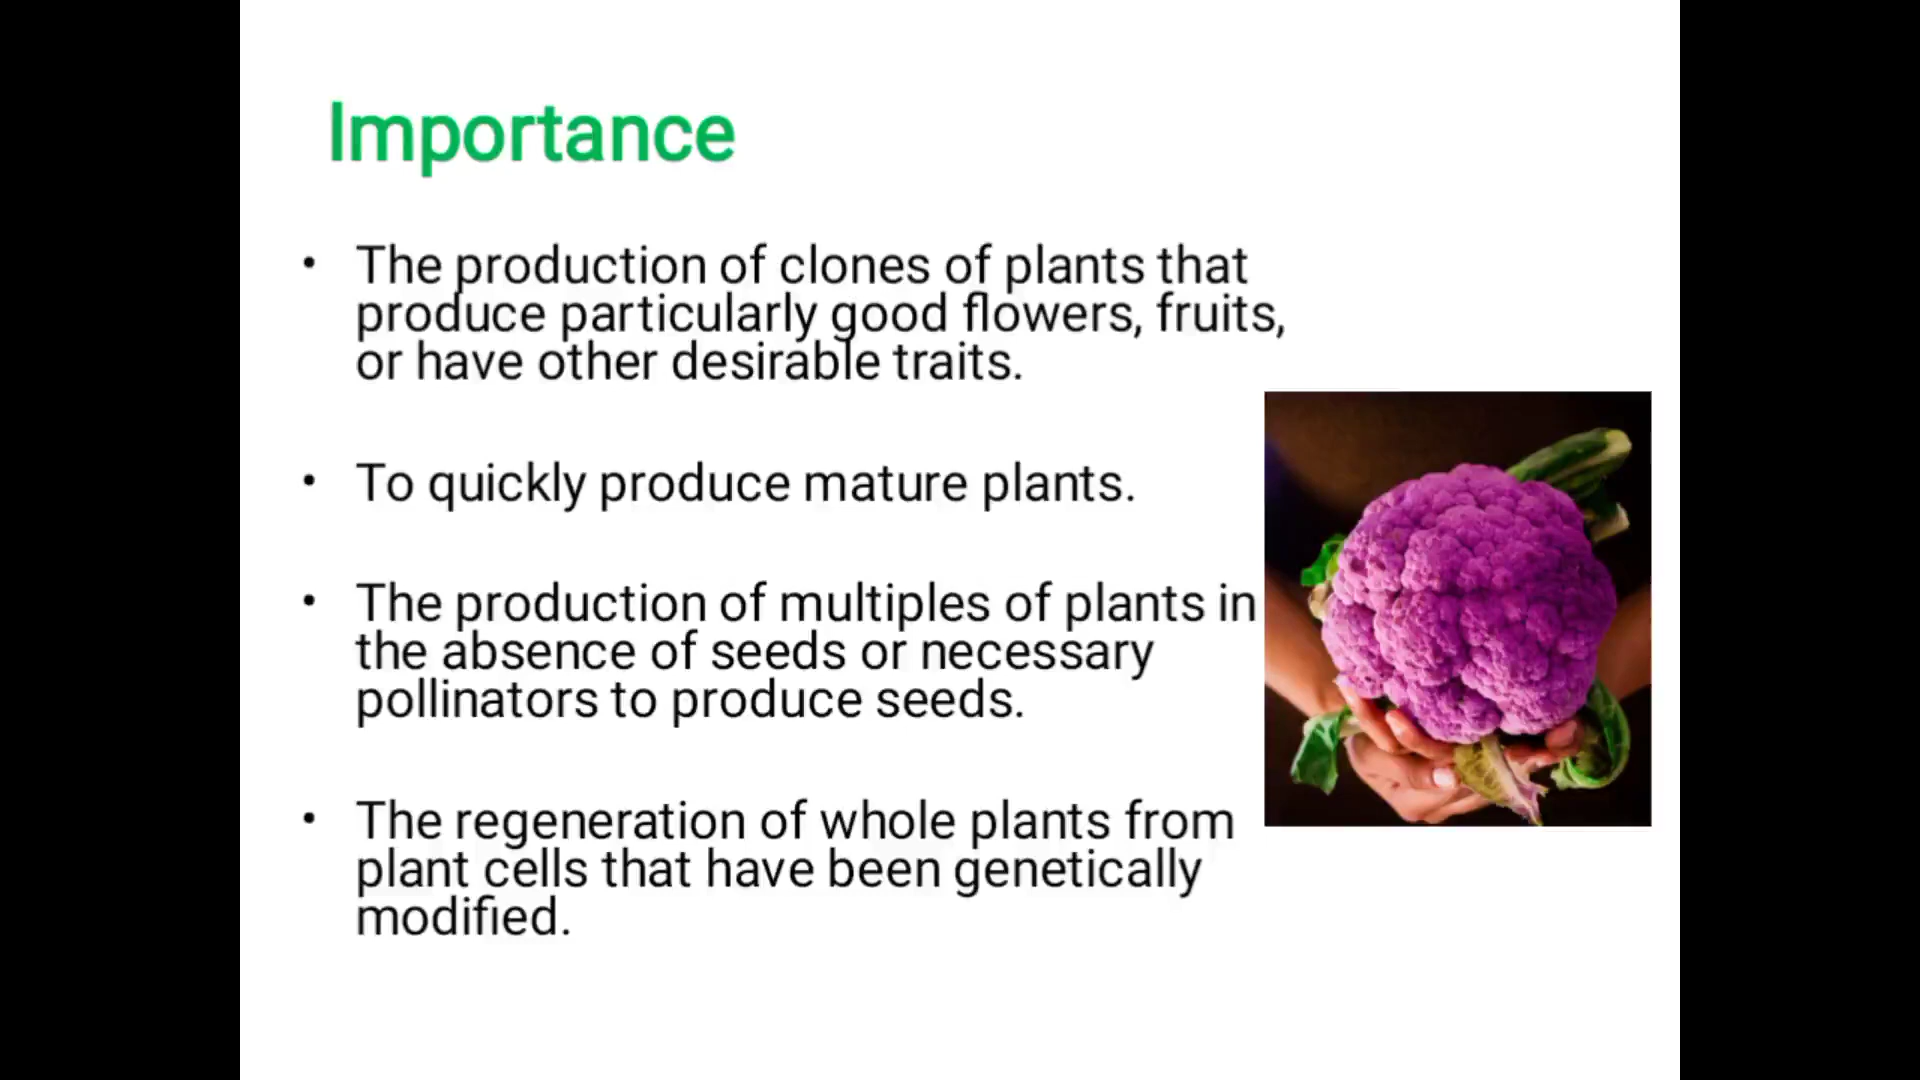 Importance
• The production of clones of plants that
produce particularly good flowers, fruits,
or have other desirable traits.
• To quickly produce mature plants.
• The production of multiples of plants in
the absence of seeds or necessary
pollinators to produce seeds.
• The regeneration of whole plants from
plant cells that have been genetically
modified.